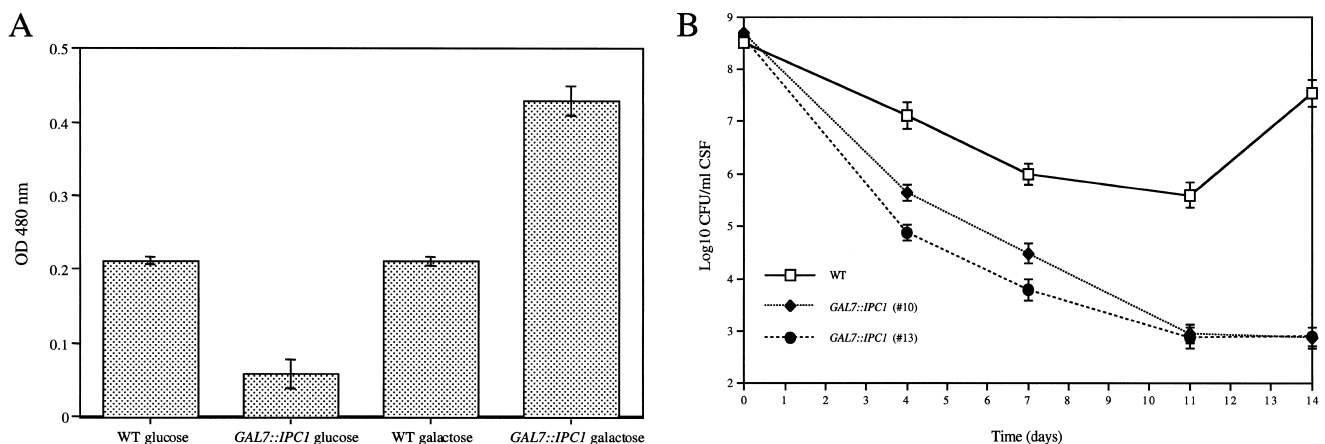 A
OD 480 nm
0.5
0.4
0.3
0.2
0.1
0
WT glucose
GAL7::IPC1 glucose
WT galactose
GAL7::IPC1 galactose
B
Log10 CFU/ml CSF
9
8
7
6
5
4
3
2
WT
GAL7::IPC1 (#10)
GAL7::IPC1 (#13)
0 1 2 3 4 5 6 7 8 9 10 11 12 13 14
Time (days)